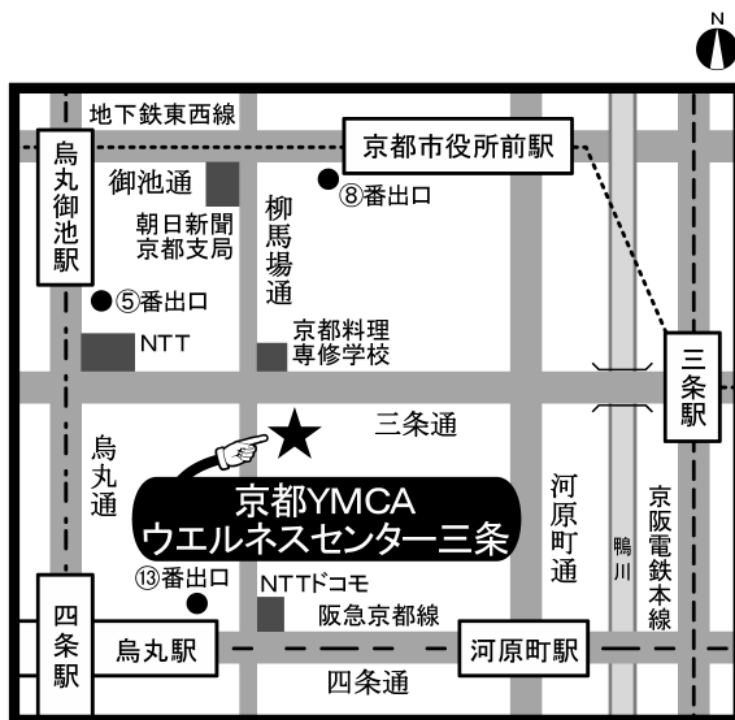 N
地下鉄東西線
京都市役所前駅
烏丸御池駅
御池通
⑧番出口
朝日新聞
京都支局
柳馬場通
⑤番出口
NTT
京都料理
専修学校
三条駅
三条通
烏丸通
京都YMCA
ウエルネスセンター三条
河原町通
鴨川
京阪電鉄本線
⑬番出口
NTTドコモ
阪急京都線
四条駅
烏丸駅
河原町駅
四条通